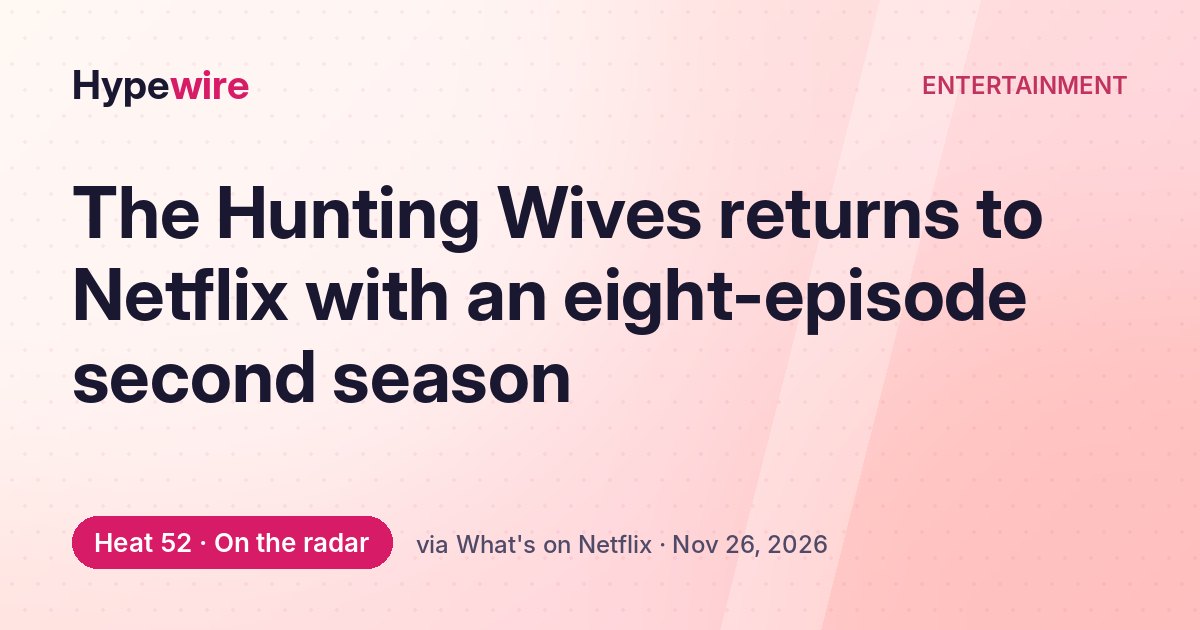 Hypewire
ENTERTAINMENT
The Hunting Wives returns to
Netflix with an eight-episode
second season
Heat 52 · On the radar
via What's on Netflix · Nov 26, 2026